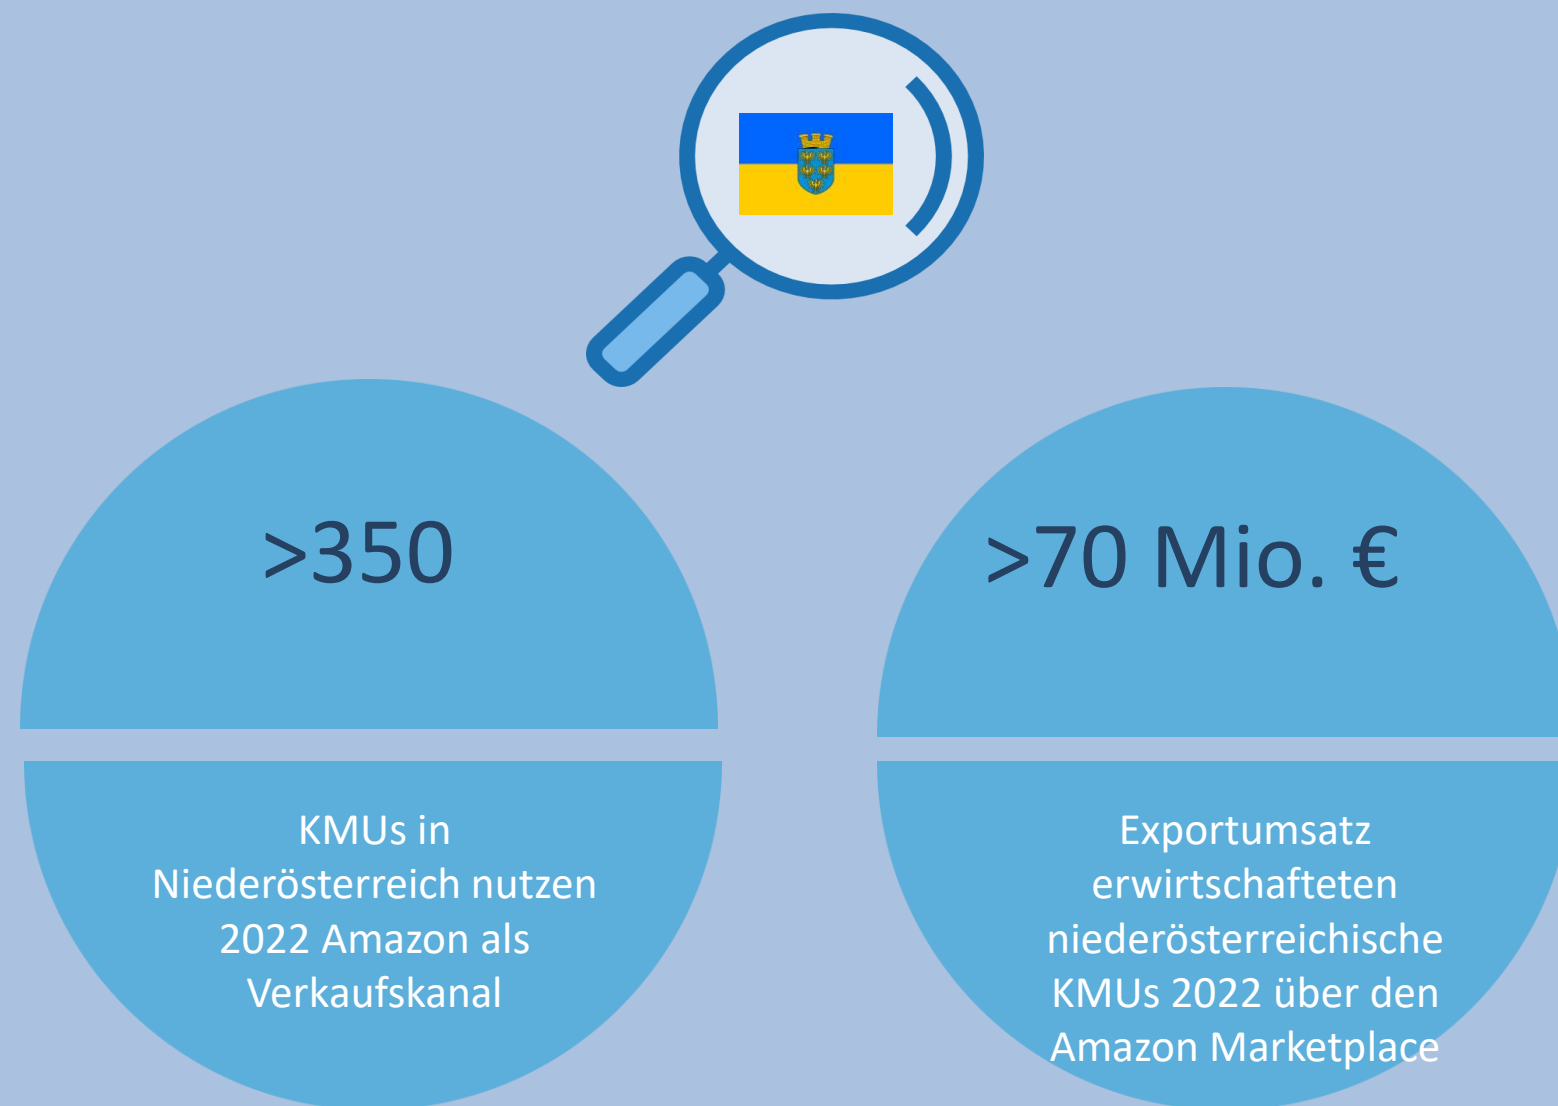 >350
KMUs in
Niederösterreich nutzen
2022 Amazon als
Verkaufskanal
>70 Mio. €
Exportumsatz
erwirtschafteten
niederösterreichische
KMUs 2022 über den
Amazon Marketplace